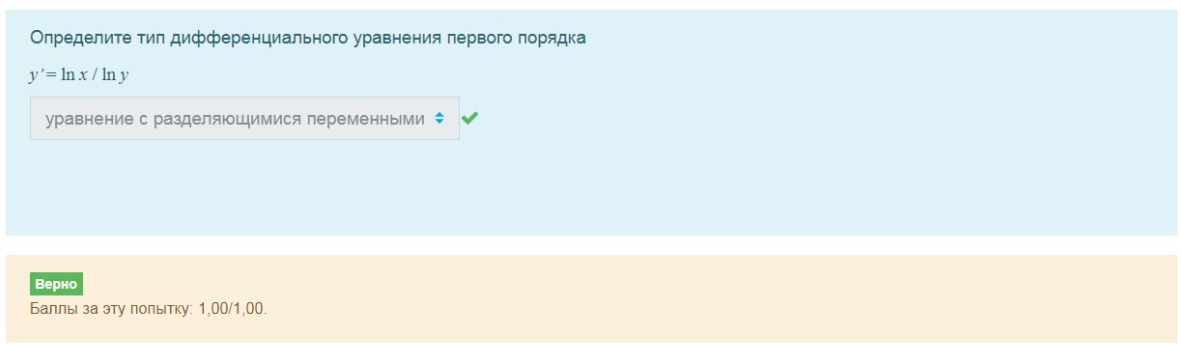 Определите тип дифференциального уравнения первого порядка
y′= ln x / ln y
уравнение с разделяющимися переменными
Верно
Баллы за эту попытку: 1,00/1,00.